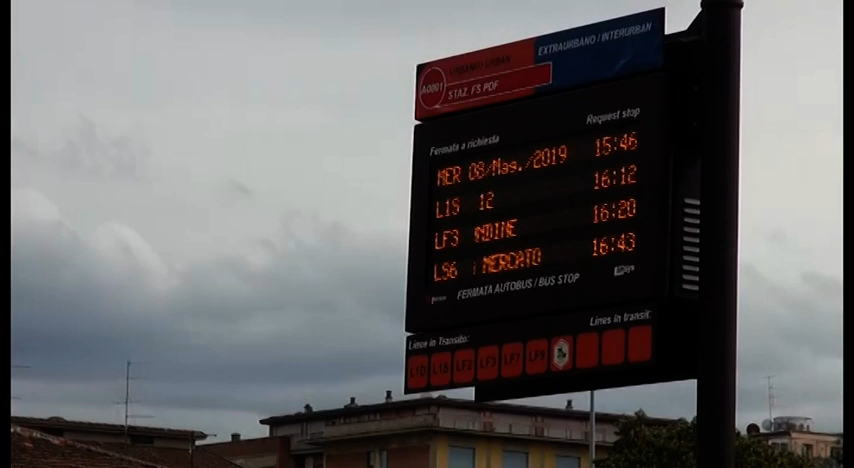 URBANO/ URBAN
EXTRAURBANO / INTERURBAN
A0001
STAZ. FS PDF
Fermata a richiesta
Request stop
MER 08/Mag./2019 15:46
L1S 12 16:12
LF3 16:20
LS6 MERCATO 16:43
FERMATA AUTOBUS / BUS STOP
Linee in Transito:
Lines in transit:
L1D L1S LF2 LF3 LF7 LF9